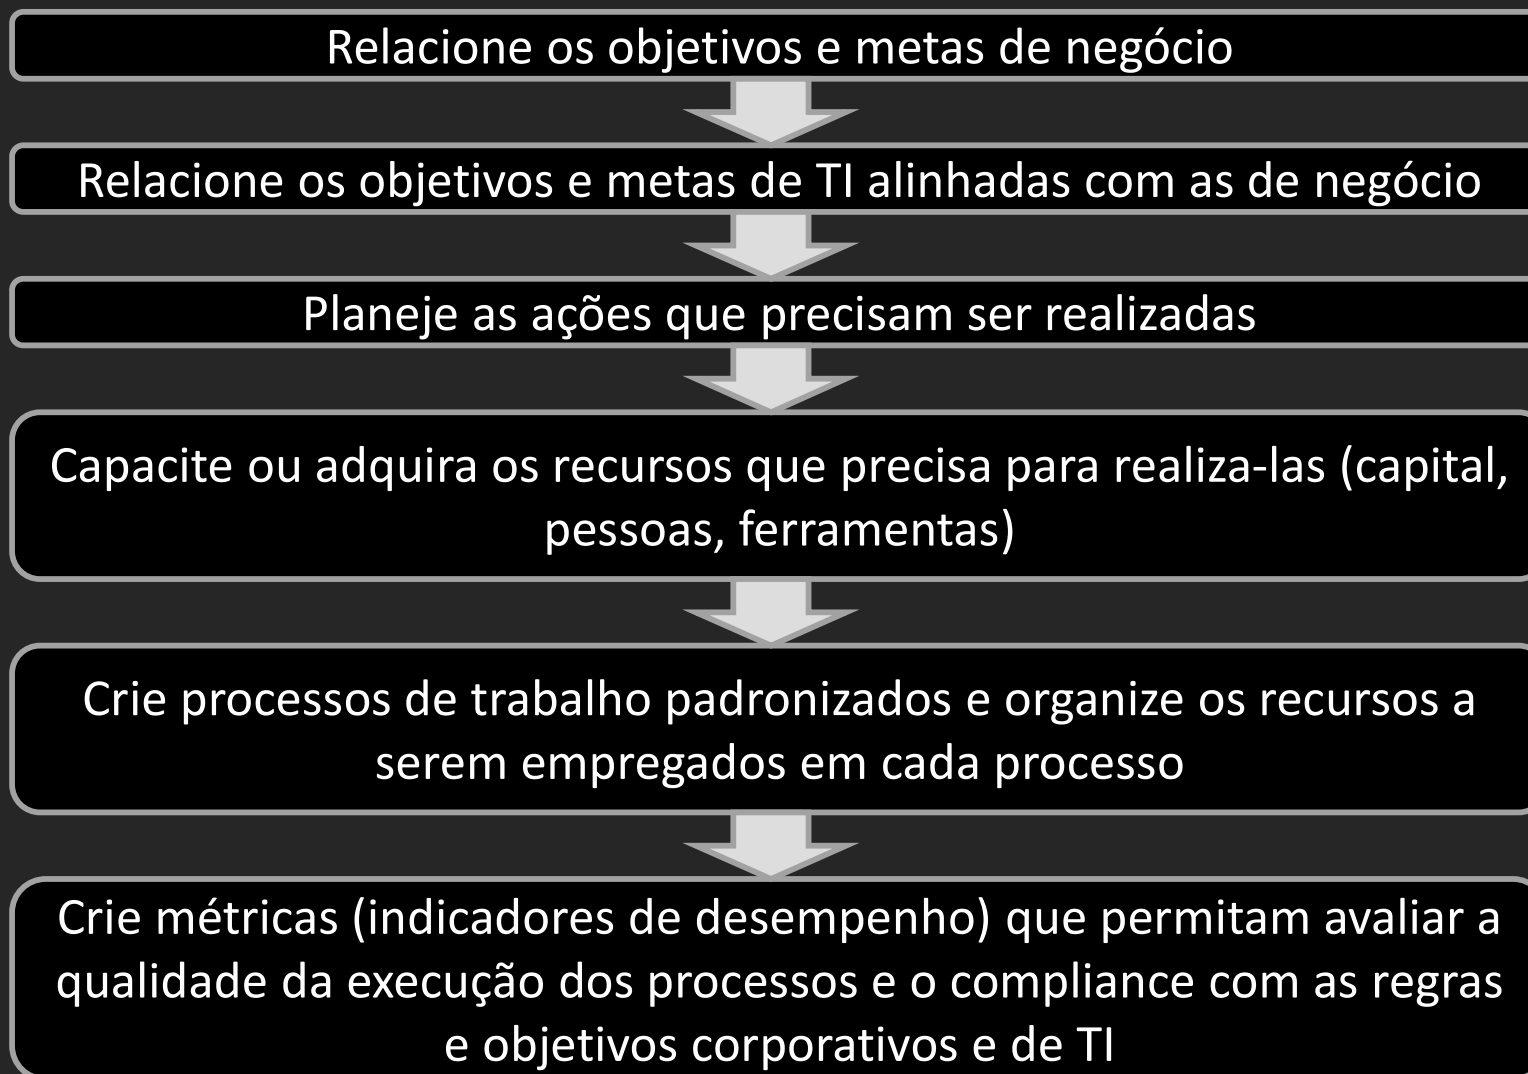 Relacione os objetivos e metas de negócio
Relacione os objetivos e metas de TI alinhadas com as de negócio
Planeje as ações que precisam ser realizadas
Capacite ou adquira os recursos que precisa para realiza-las (capital,
pessoas, ferramentas)
Crie processos de trabalho padronizados e organize os recursos a
serem empregados em cada processo
Crie métricas (indicadores de desempenho) que permitam avaliar a
qualidade da execução dos processos e o compliance com as regras
e objetivos corporativos e de TI